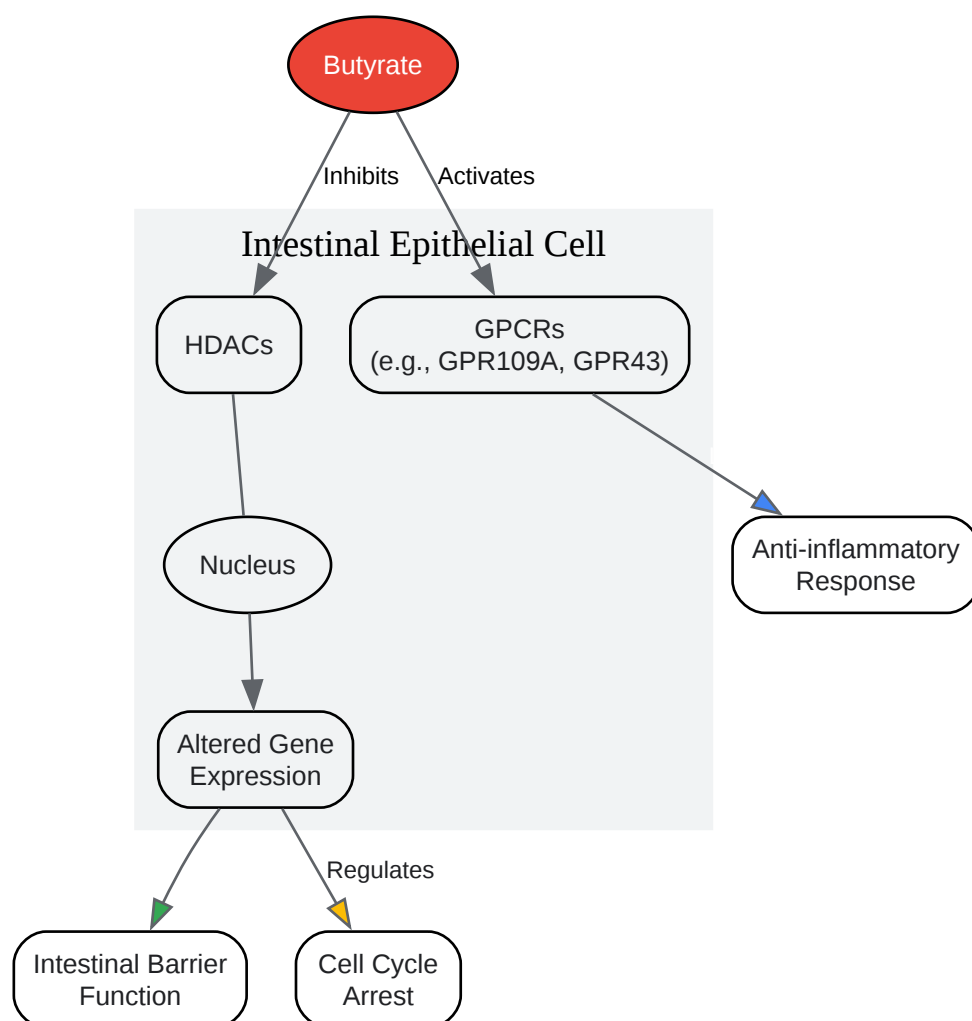 Butyrate
Inhibits
Activates
Intestinal Epithelial Cell
HDACs
GPCRs
(e.g., GPR109A, GPR43)
Nucleus
Anti-inflammatory
Response
Altered Gene
Expression
Regulates
Intestinal Barrier
Function
Cell Cycle
Arrest